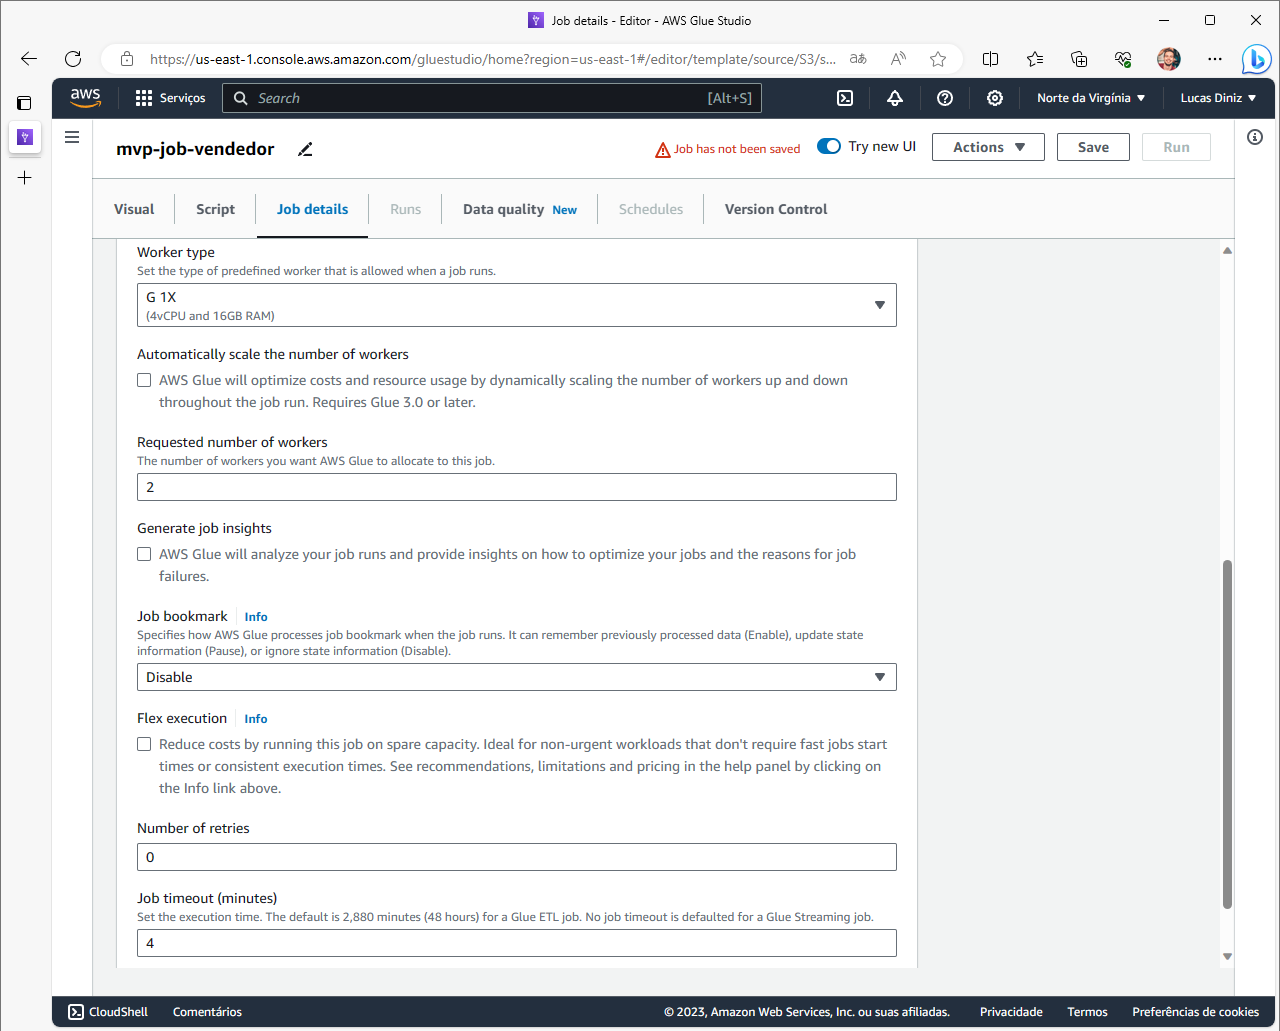 Job details - Editor - AWS Glue Studio
https://us-east-1.console.aws.amazon.com/gluestudio/home?region=us-east-1#/editor/template/source/S3/s...
aあ
aws
Serviços
Search
[Alt+S]
Norte da Virgínia
Lucas Diniz
mvp-job-vendedor
Job has not been saved
Try new UI
Actions
Save
Run
Visual
Script
Job details
Runs
Data quality New
Schedules
Version Control
Worker type
Set the type of predefined worker that is allowed when a job runs.
G 1X
(4vCPU and 16GB RAM)
Automatically scale the number of workers
AWS Glue will optimize costs and resource usage by dynamically scaling the number of workers up and down
throughout the job run. Requires Glue 3.0 or later.
Requested number of workers
The number of workers you want AWS Glue to allocate to this job.
2
Generate job insights
AWS Glue will analyze your job runs and provide insights on how to optimize your jobs and the reasons for job
failures.
Job bookmark Info
Specifies how AWS Glue processes job bookmark when the job runs. It can remember previously processed data (Enable), update state
information (Pause), or ignore state information (Disable).
Disable
Flex execution Info
Reduce costs by running this job on spare capacity. Ideal for non-urgent workloads that don't require fast jobs start
times or consistent execution times. See recommendations, limitations and pricing in the help panel by clicking on
the Info link above.
Number of retries
0
Job timeout (minutes)
Set the execution time. The default is 2,880 minutes (48 hours) for a Glue ETL job. No job timeout is defaulted for a Glue Streaming job.
4
CloudShell
Comentários
© 2023, Amazon Web Services, Inc. ou suas afiliadas.
Privacidade
Termos
Preferências de cookies